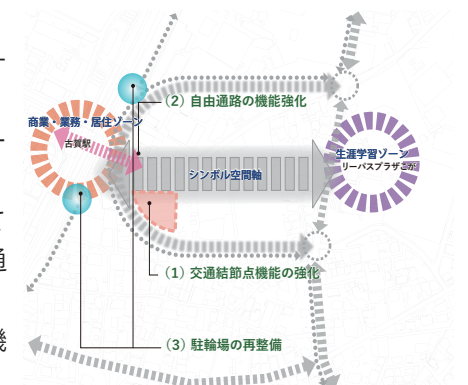 (2) 自由通路の機能強化
商業・業務・居住ゾーン
古賀駅
生涯学習ゾーン
リーパスプラザこが
シンボル空間軸
通
(1) 交通結節点機能の強化
機
(3) 駐輪場の再整備